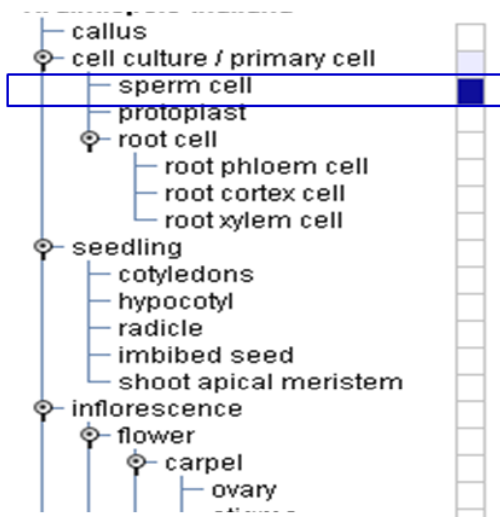 callus
cell culture / primary cell
sperm cell
protoplast
root cell
root phloem cell
root cortex cell
root xylem cell
seedling
cotyledons
hypocotyl
radicle
imbibed seed
shoot apical meristem
inflorescence
flower
carpel
ovary